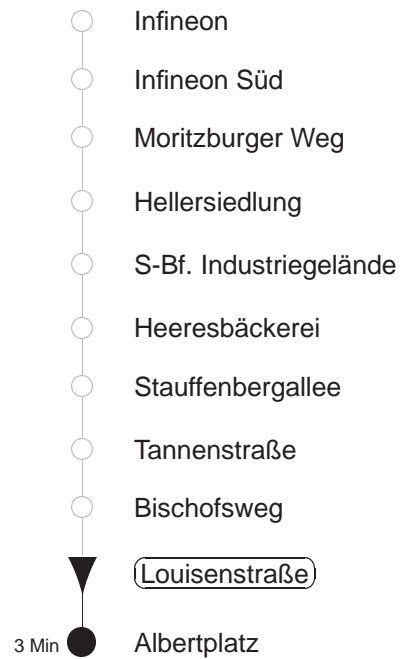 Infineon
Infineon Süd
Moritzburger Weg
Hellersiedlung
S-Bf. Industriegelände
Heeresbäckerei
Stauffenbergallee
Tannenstraße
Bischofsweg
Louisenstraße
3 Min Albertplatz